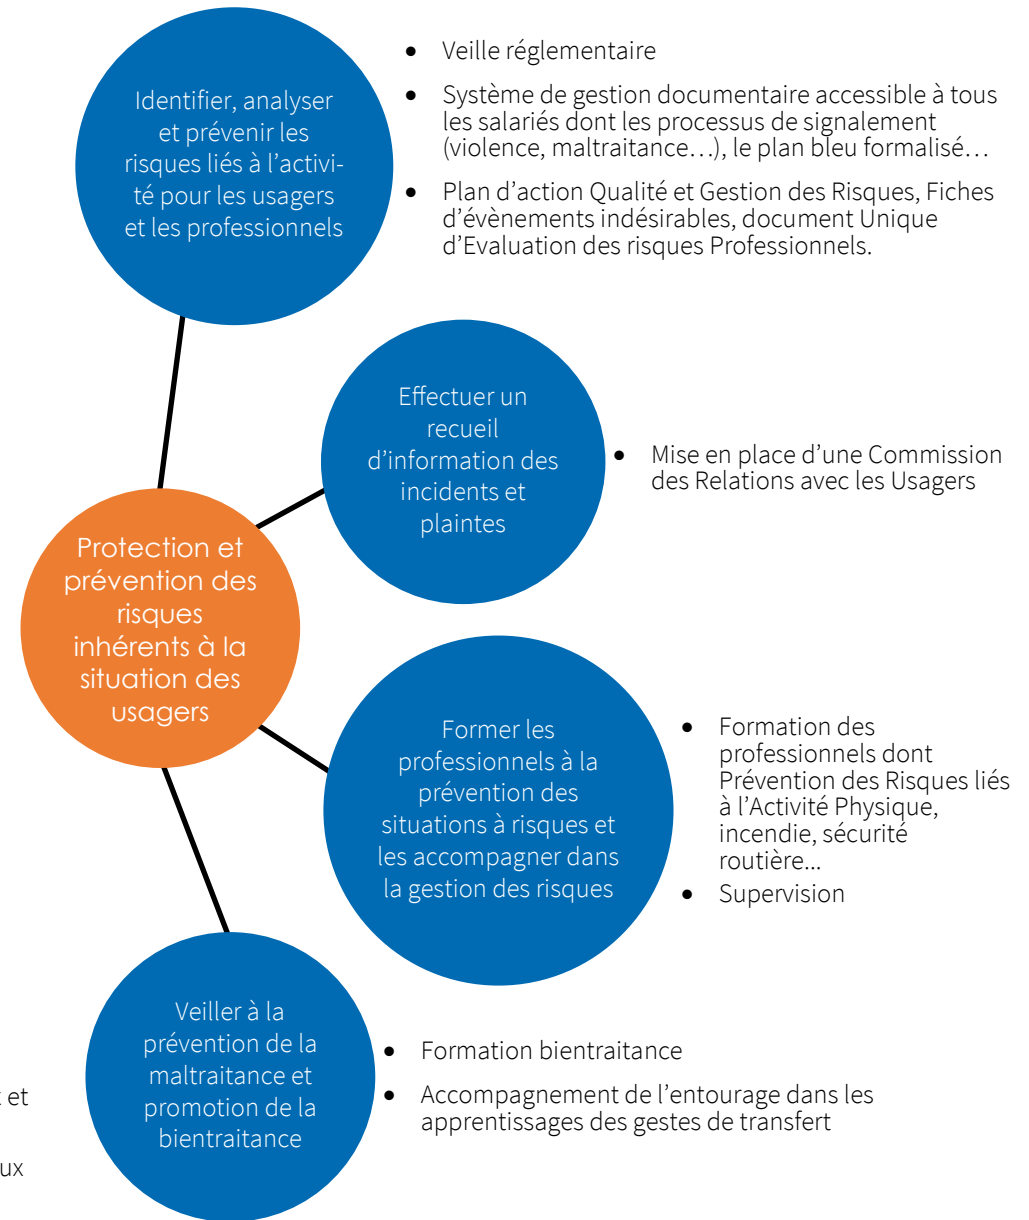 Identifier, analyser
et prévenir les
risques liés à l’activi-
té pour les usagers
et les professionnels
• Veille réglementaire
• Système de gestion documentaire accessible à tous
les salariés dont les processus de signalement
(violence, maltraitance…), le plan bleu formalisé…
• Plan d’action Qualité et Gestion des Risques, Fiches
d’évènements indésirables, document Unique
d’Evaluation des risques Professionnels.
Effectuer un
recueil
d’information des
incidents et
plaintes
• Mise en place d’une Commission
des Relations avec les Usagers
Protection et
prévention des
risques
inhérents à la
situation des
usagers
Former les
professionnels à la
prévention des
situations à risques et
les accompagner dans
la gestion des risques
• Formation des
professionnels dont
Prévention des Risques liés
à l’Activité Physique,
incendie, sécurité
routière...
• Supervision
Veiller à la
prévention de la
maltraitance et
promotion de la
bientraitance
• Formation bientraitance
• Accompagnement de l’entourage dans les
apprentissages des gestes de transfert
et
ux